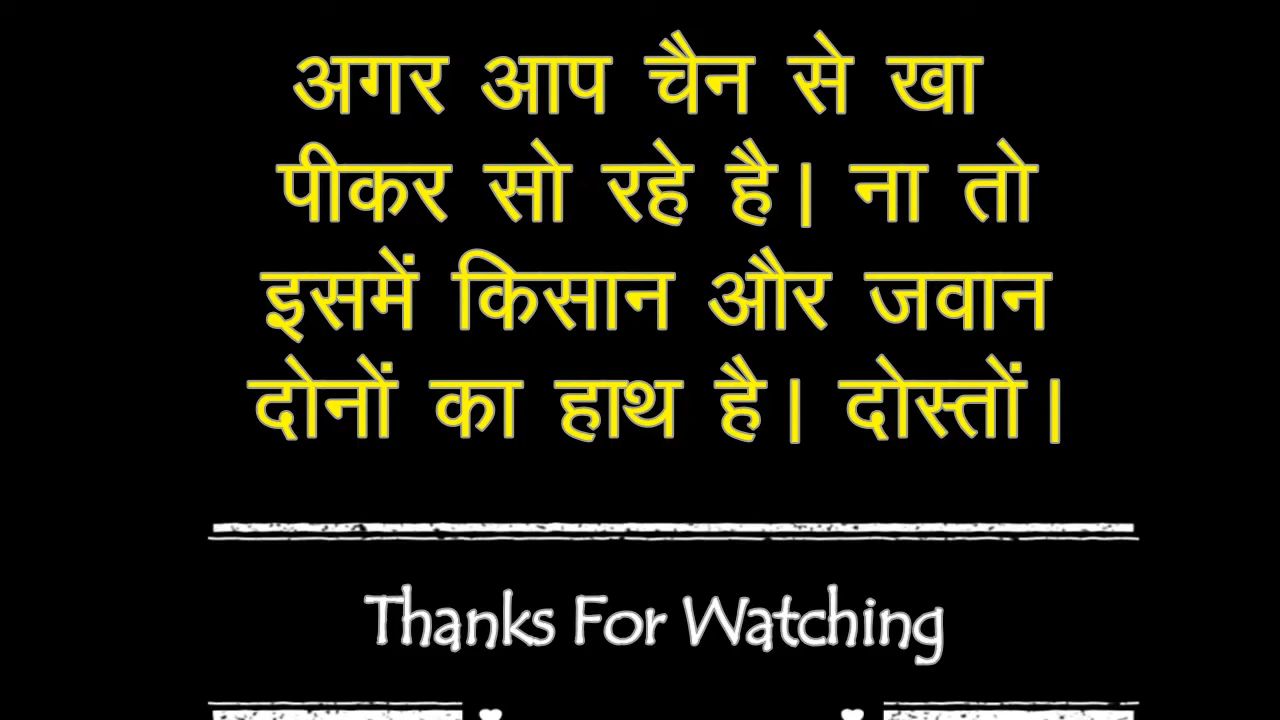 अगर आप चैन से खा
पीकर सो रहे है। ना तो
इसमें किसान और जवान
दोनों का हाथ है। दोस्तों।
Thanks For Watching